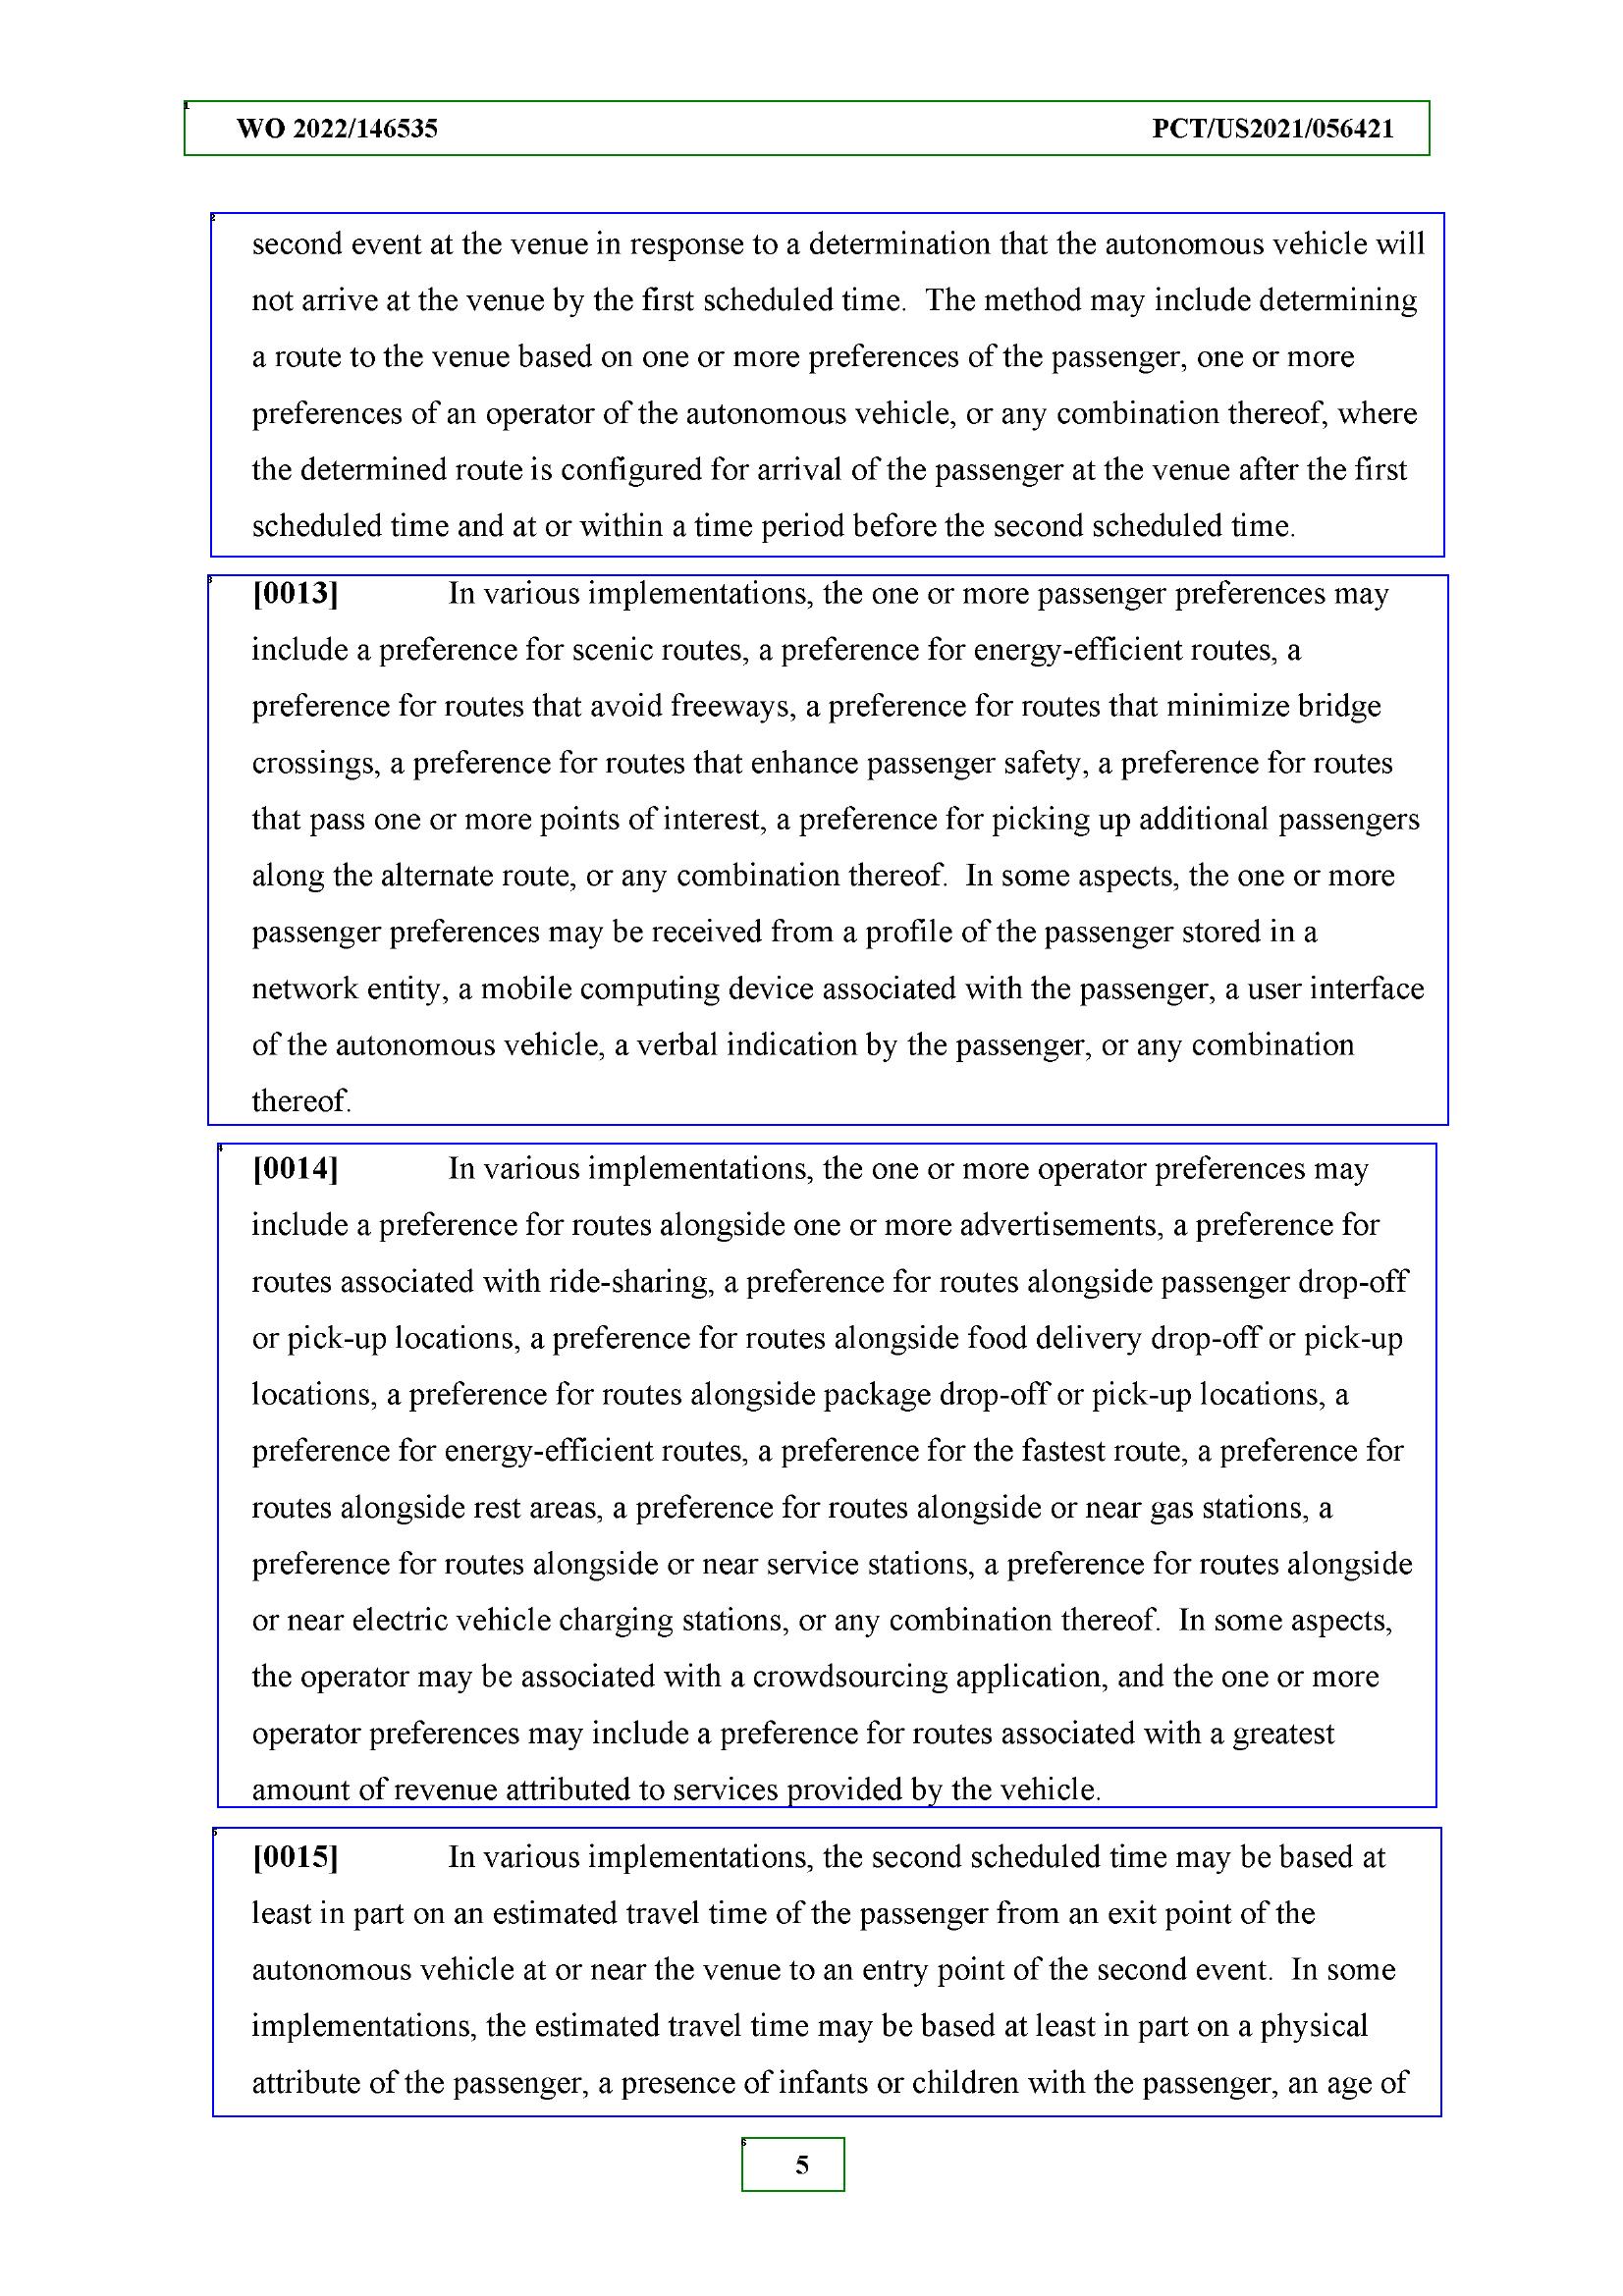 WO 2022/146535 PCT/US2021/056421
second event at the venue in response to a determination that the autonomous vehicle will
not arrive at the venue by the first scheduled time.  The method may include determining
a route to the venue based on one or more preferences of the passenger, one or more
preferences of an operator of the autonomous vehicle, or any combination thereof, where
the determined route is configured for arrival of the passenger at the venue after the first
scheduled time and at or within a time period before the second scheduled time.
[0013] In various implementations, the one or more passenger preferences may
include a preference for scenic routes, a preference for energy-efficient routes, a
preference for routes that avoid freeways, a preference for routes that minimize bridge
crossings, a preference for routes that enhance passenger safety, a preference for routes
that pass one or more points of interest, a preference for picking up additional passengers
along the alternate route, or any combination thereof.  In some aspects, the one or more
passenger preferences may be received from a profile of the passenger stored in a
network entity, a mobile computing device associated with the passenger, a user interface
of the autonomous vehicle, a verbal indication by the passenger, or any combination
thereof.
[0014] In various implementations, the one or more operator preferences may
include a preference for routes alongside one or more advertisements, a preference for
routes associated with ride-sharing, a preference for routes alongside passenger drop-off
or pick-up locations, a preference for routes alongside food delivery drop-off or pick-up
locations, a preference for routes alongside package drop-off or pick-up locations, a
preference for energy-efficient routes, a preference for the fastest route, a preference for
routes alongside rest areas, a preference for routes alongside or near gas stations, a
preference for routes alongside or near service stations, a preference for routes alongside
or near electric vehicle charging stations, or any combination thereof.  In some aspects,
the operator may be associated with a crowdsourcing application, and the one or more
operator preferences may include a preference for routes associated with a greatest
amount of revenue attributed to services provided by the vehicle.
[0015] In various implementations, the second scheduled time may be based at
least in part on an estimated travel time of the passenger from an exit point of the
autonomous vehicle at or near the venue to an entry point of the second event.  In some
implementations, the estimated travel time may be based at least in part on a physical
attribute of the passenger, a presence of infants or children with the passenger, an age of
5